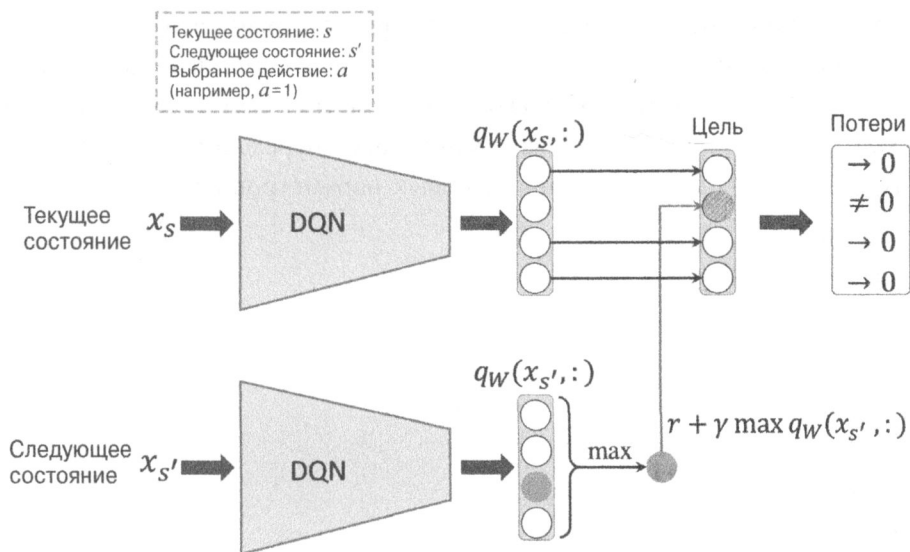 Текущее состояние: s
Следующее состояние: s′
Выбранное действие: a
(например, a=1)
q_W(x_s,:)
Цель
Потери
Текущее
состояние
x_s
DQN
→ 0
≠ 0
→ 0
→ 0
q_W(x_s′,:)
Следующее
состояние
x_s′
DQN
max
r + γ max q_W(x_s′,:)